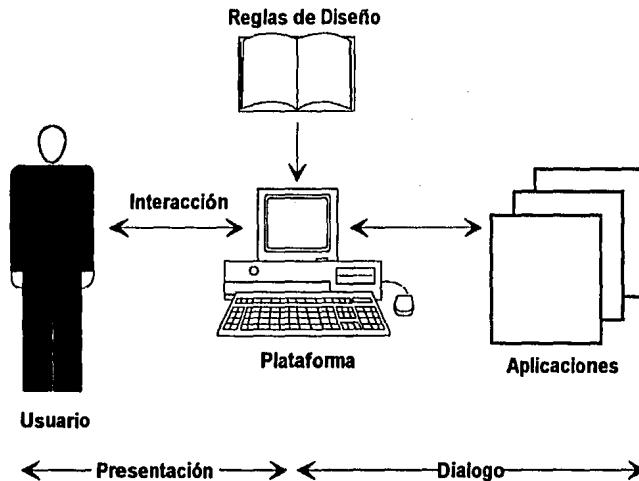 Reglas de Diseño
Interacción
Plataforma
Aplicaciones
Usuario
Presentación
Dialogo